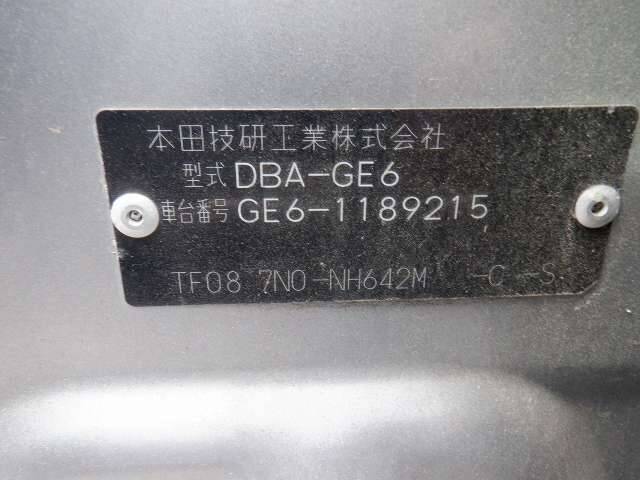 本田技研工業株式会社
型式 DBA-GE6
車台番号 GE6-1189215
TF08 7N0-NH642M -C -S